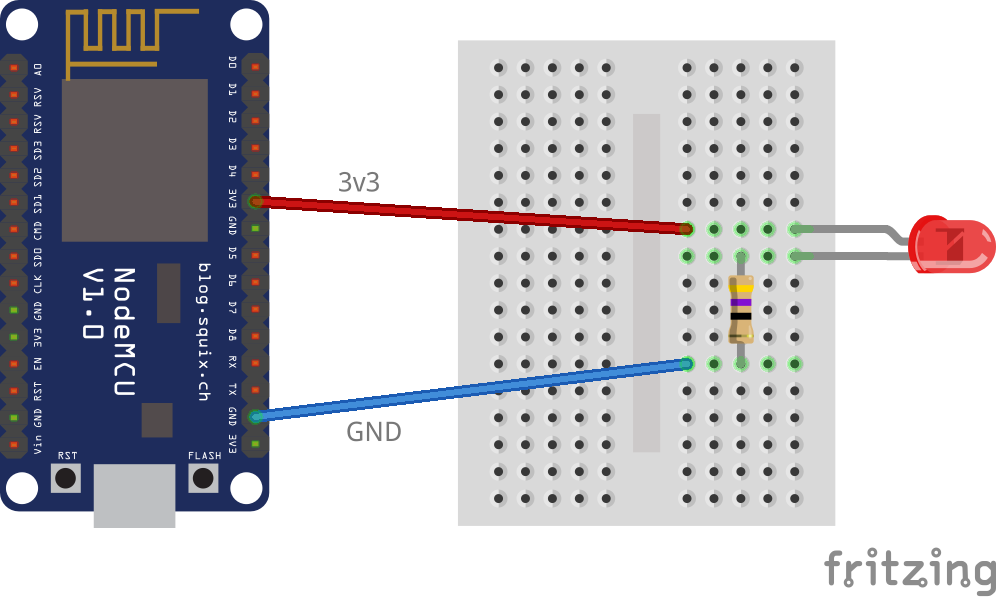 A0
RSV
RSV
SD3
SD2
SD1
CMD
SD0
CLK
GND
3V3
EN
RST
GND
Vin
D0
D1
D2
D3
D4
3V3
GND
D5
D6
D7
D8
RX
TX
GND
3V3
blog.squix.ch
NodeMCU
V1.0
RST
FLASH
3v3
GND
fritzing